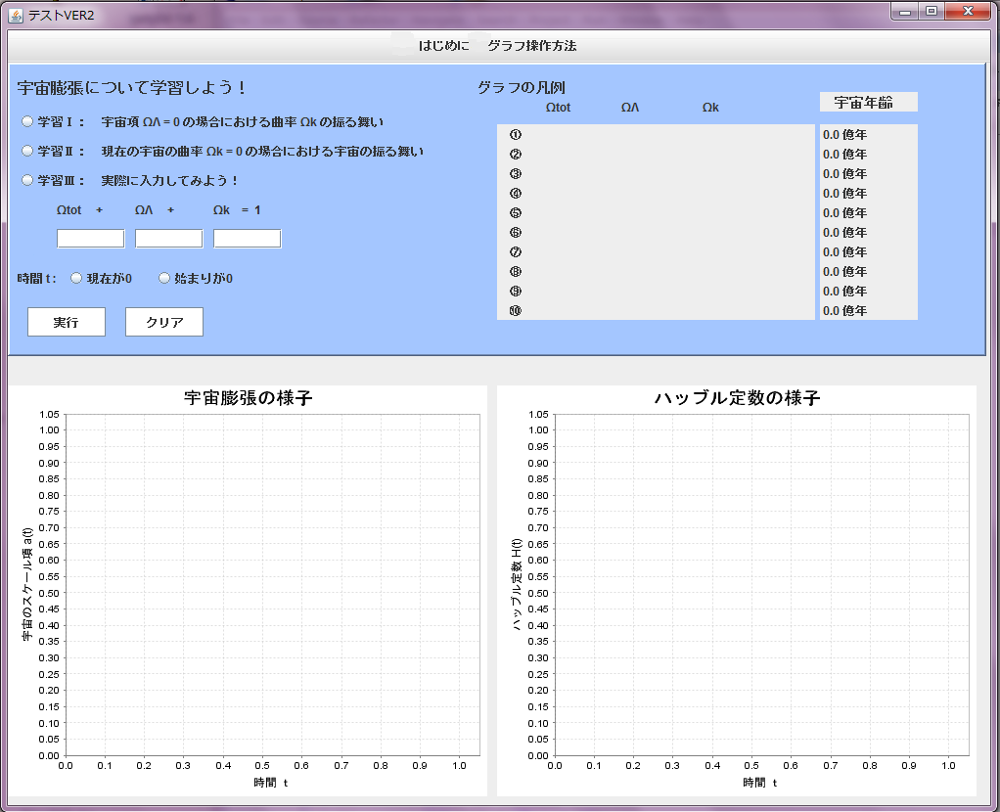 テストVER2
はじめに グラフ操作方法
宇宙膨張について学習しよう！
学習Ⅰ： 宇宙項 ΩΛ = 0 の場合における曲率 Ωk の振る舞い
学習Ⅱ： 現在の宇宙の曲率 Ωk = 0 の場合における宇宙の振る舞い
学習Ⅲ： 実際に入力してみよう！
Ωtot + ΩΛ + Ωk = 1
時間 t： 現在が0 始まりが0
実行 クリア
グラフの凡例
Ωtot ΩΛ Ωk
宇宙年齢
① 0.0 億年
② 0.0 億年
③ 0.0 億年
④ 0.0 億年
⑤ 0.0 億年
⑥ 0.0 億年
⑦ 0.0 億年
⑧ 0.0 億年
⑨ 0.0 億年
⑩ 0.0 億年
宇宙膨張の様子
宇宙のスケール項 a(t)
1.05
1.00
0.95
0.90
0.85
0.80
0.75
0.70
0.65
0.60
0.55
0.50
0.45
0.40
0.35
0.30
0.25
0.20
0.15
0.10
0.05
0.00
0.0 0.1 0.2 0.3 0.4 0.5 0.6 0.7 0.8 0.9 1.0
時間 t
ハッブル定数の様子
ハッブル定数 H(t)
1.05
1.00
0.95
0.90
0.85
0.80
0.75
0.70
0.65
0.60
0.55
0.50
0.45
0.40
0.35
0.30
0.25
0.20
0.15
0.10
0.05
0.00
0.0 0.1 0.2 0.3 0.4 0.5 0.6 0.7 0.8 0.9 1.0
時間 t